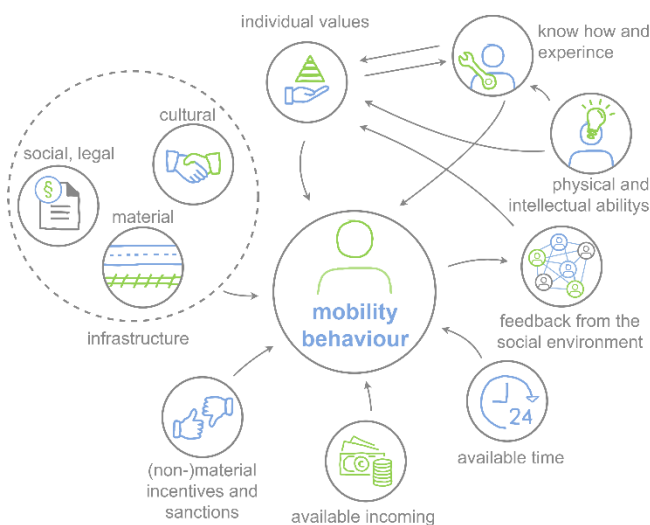 individual values
know how and
experince
cultural
social, legal
§
material
physical and
intellectual abilitys
mobility
behaviour
infrastructure
feedback from the
social environment
24
€
(non-)material
incentives and
sanctions
available incoming
available time